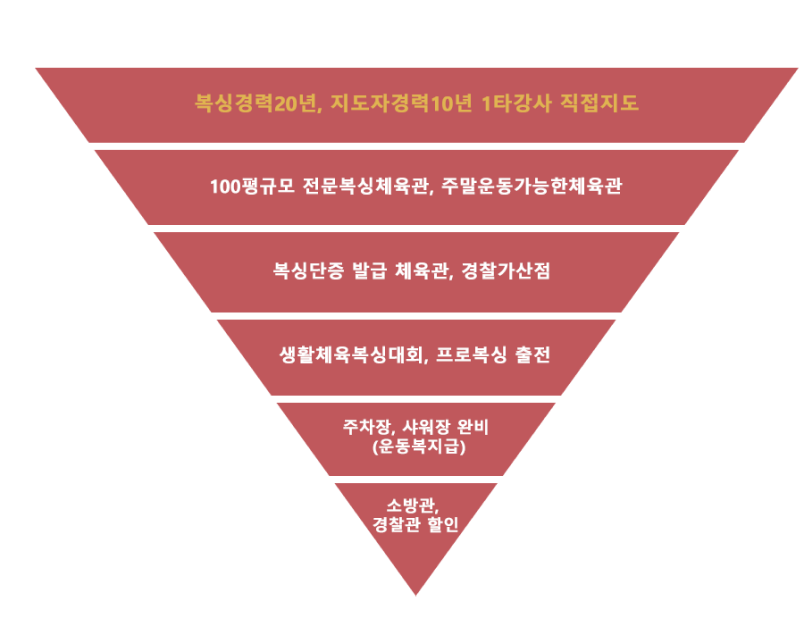 복싱경력20년, 지도자경력10년 1타강사 직접지도
100평규모 전문복싱체육관, 주말운동가능한체육관
복싱단증 발급 체육관, 경찰가산점
생활체육복싱대회, 프로복싱 출전
주차장, 샤워장 완비
(운동복지급)
소방관,
경찰관 할인